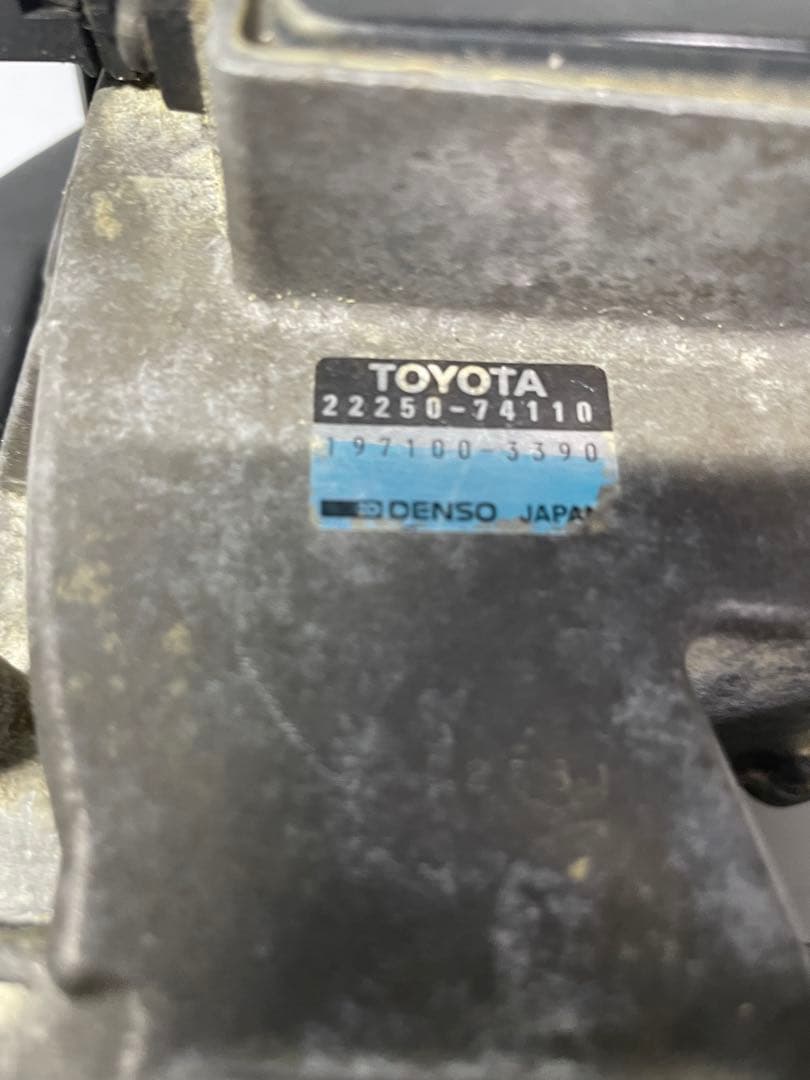 TOYOTA
22250-74110
197100-3390
DENSO JAPAN